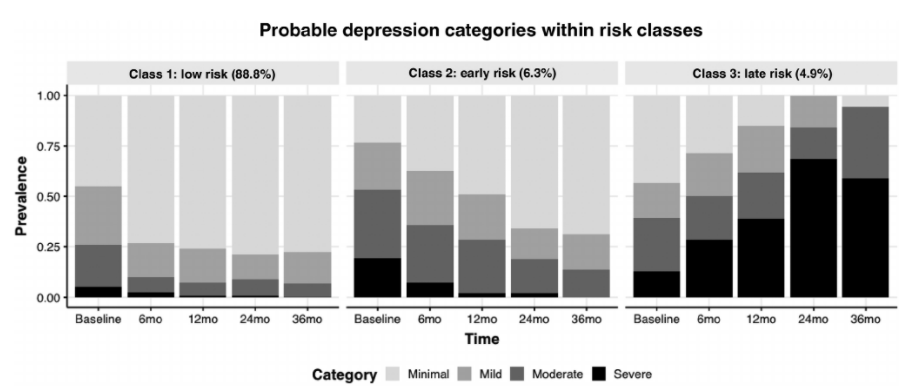 Probable depression categories within risk classes
Class 1: low risk (88.8%)
Class 2: early risk (6.3%)
Class 3: late risk (4.9%)
1.00
0.75
0.50
0.25
0.00
Prevalence
Baseline 6mo 12mo 24mo 36mo
Baseline 6mo 12mo 24mo 36mo
Baseline 6mo 12mo 24mo 36mo
Time
Category Minimal Mild Moderate Severe